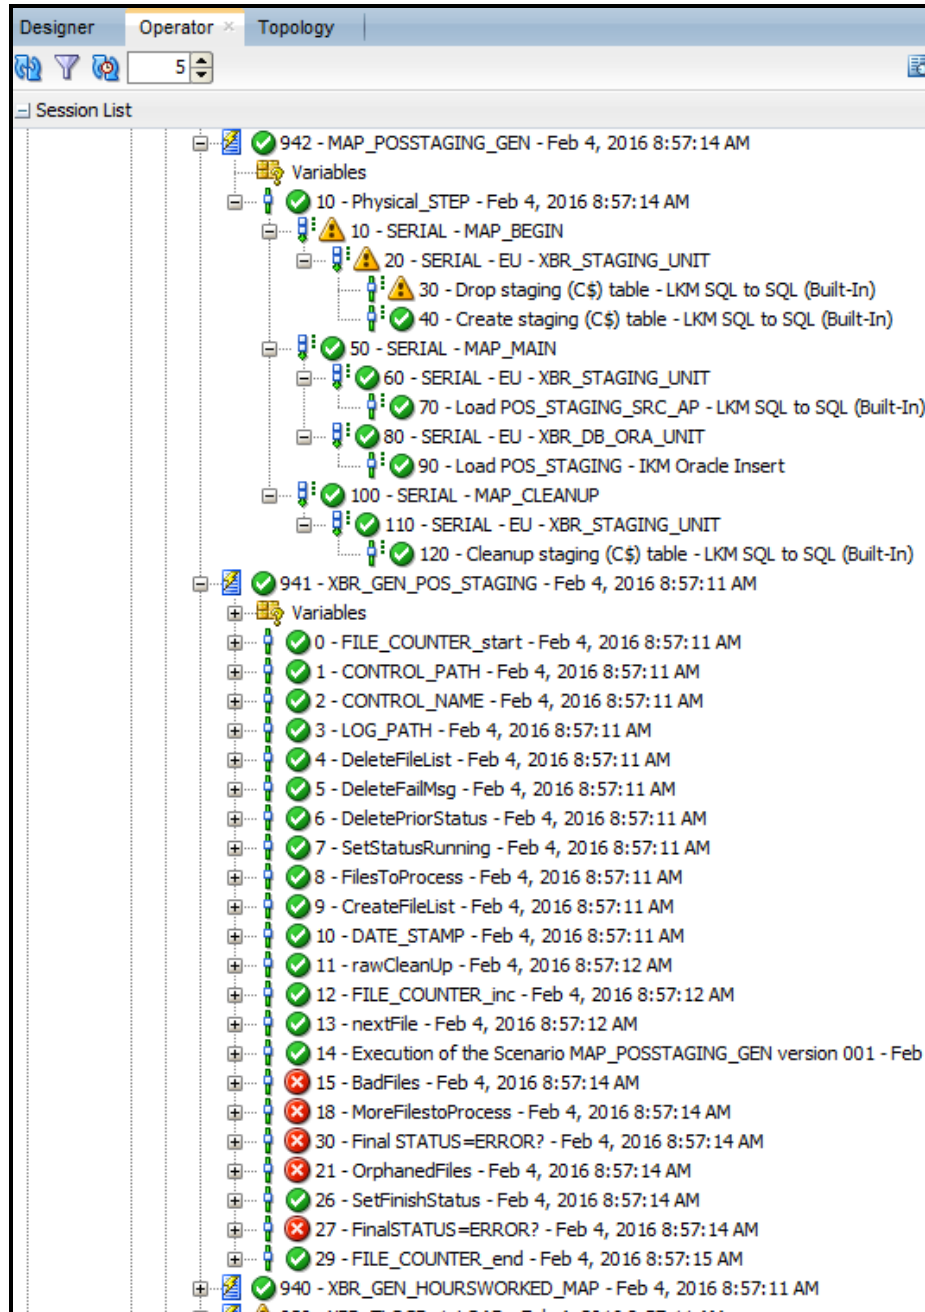 Designer Operator × Topology
5
Session List
942 - MAP_POSSTAGING_GEN - Feb 4, 2016 8:57:14 AM
Variables
10 - Physical_STEP - Feb 4, 2016 8:57:14 AM
10 - SERIAL - MAP_BEGIN
20 - SERIAL - EU - XBR_STAGING_UNIT
30 - Drop staging (C$) table - LKM SQL to SQL (Built-In)
40 - Create staging (C$) table - LKM SQL to SQL (Built-In)
50 - SERIAL - MAP_MAIN
60 - SERIAL - EU - XBR_STAGING_UNIT
70 - Load POS_STAGING_SRC_AP - LKM SQL to SQL (Built-In)
80 - SERIAL - EU - XBR_DB_ORA_UNIT
90 - Load POS_STAGING - IKM Oracle Insert
100 - SERIAL - MAP_CLEANUP
110 - SERIAL - EU - XBR_STAGING_UNIT
120 - Cleanup staging (C$) table - LKM SQL to SQL (Built-In)
941 - XBR_GEN_POS_STAGING - Feb 4, 2016 8:57:11 AM
Variables
0 - FILE_COUNTER_start - Feb 4, 2016 8:57:11 AM
1 - CONTROL_PATH - Feb 4, 2016 8:57:11 AM
2 - CONTROL_NAME - Feb 4, 2016 8:57:11 AM
3 - LOG_PATH - Feb 4, 2016 8:57:11 AM
4 - DeleteFileList - Feb 4, 2016 8:57:11 AM
5 - DeleteFailMsg - Feb 4, 2016 8:57:11 AM
6 - DeletePriorStatus - Feb 4, 2016 8:57:11 AM
7 - SetStatusRunning - Feb 4, 2016 8:57:11 AM
8 - FilesToProcess - Feb 4, 2016 8:57:11 AM
9 - CreateFileList - Feb 4, 2016 8:57:11 AM
10 - DATE_STAMP - Feb 4, 2016 8:57:11 AM
11 - rawCleanUp - Feb 4, 2016 8:57:12 AM
12 - FILE_COUNTER_inc - Feb 4, 2016 8:57:12 AM
13 - nextFile - Feb 4, 2016 8:57:12 AM
14 - Execution of the Scenario MAP_POSSTAGING_GEN version 001 - Feb
15 - BadFiles - Feb 4, 2016 8:57:14 AM
18 - MoreFilestoProcess - Feb 4, 2016 8:57:14 AM
30 - Final STATUS=ERROR? - Feb 4, 2016 8:57:14 AM
21 - OrphanedFiles - Feb 4, 2016 8:57:14 AM
26 - SetFinishStatus - Feb 4, 2016 8:57:14 AM
27 - FinalSTATUS=ERROR? - Feb 4, 2016 8:57:14 AM
29 - FILE_COUNTER_end - Feb 4, 2016 8:57:15 AM
940 - XBR_GEN_HOURSWORKED_MAP - Feb 4, 2016 8:57:11 AM